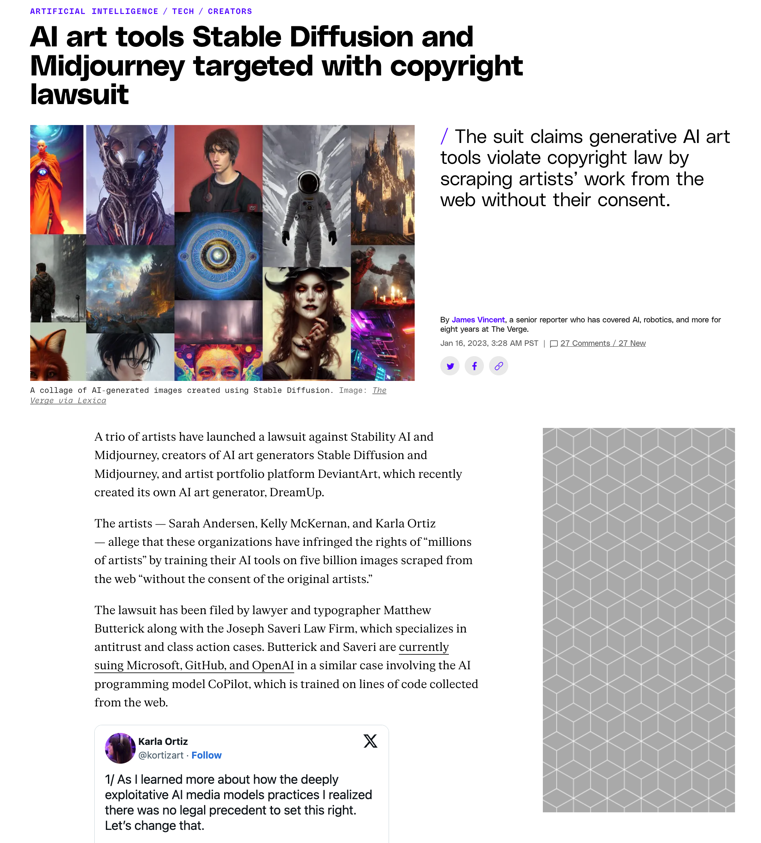 ARTIFICIAL INTELLIGENCE / TECH / CREATORS
AI art tools Stable Diffusion and
Midjourney targeted with copyright
lawsuit
/ The suit claims generative AI art
tools violate copyright law by
scraping artists’ work from the
web without their consent.
By James Vincent, a senior reporter who has covered AI, robotics, and more for
eight years at The Verge.
Jan 16, 2023, 3:28 AM PST | 27 Comments / 27 New
A collage of AI-generated images created using Stable Diffusion. Image: The
Verge via Lexica
A trio of artists have launched a lawsuit against Stability AI and
Midjourney, creators of AI art generators Stable Diffusion and
Midjourney, and artist portfolio platform DeviantArt, which recently
created its own AI art generator, DreamUp.
The artists — Sarah Andersen, Kelly McKernan, and Karla Ortiz
— allege that these organizations have infringed the rights of “millions
of artists” by training their AI tools on five billion images scraped from
the web “without the consent of the original artists.”
The lawsuit has been filed by lawyer and typographer Matthew
Butterick along with the Joseph Saveri Law Firm, which specializes in
antitrust and class action cases. Butterick and Saveri are currently
suing Microsoft, GitHub, and OpenAI in a similar case involving the AI
programming model CoPilot, which is trained on lines of code collected
from the web.
Karla Ortiz
@kortizart · Follow
1/ As I learned more about how the deeply
exploitative AI media models practices I realized
there was no legal precedent to set this right.
Let’s change that.